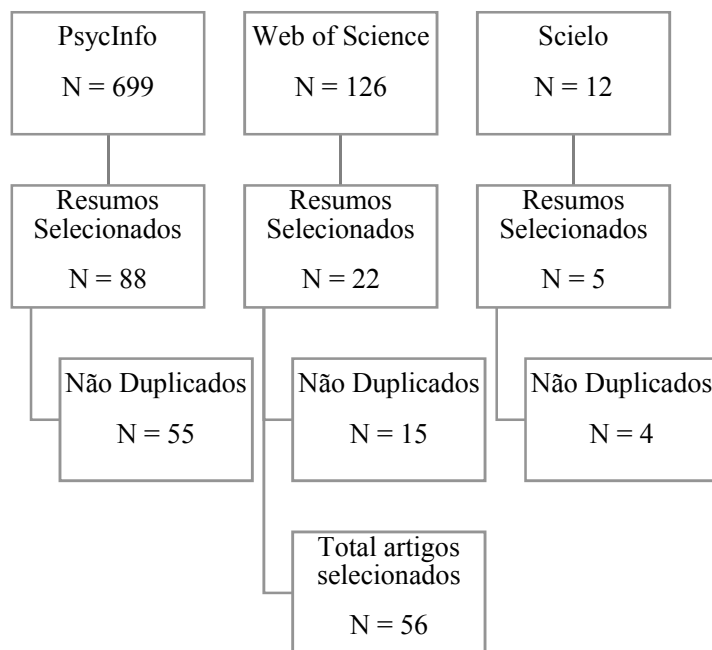 PsycInfo
N = 699
Web of Science
N = 126
Scielo
N = 12
Resumos
Selecionados
N = 88
Resumos
Selecionados
N = 22
Resumos
Selecionados
N = 5
Não Duplicados
N = 55
Não Duplicados
N = 15
Não Duplicados
N = 4
Total artigos
selecionados
N = 56